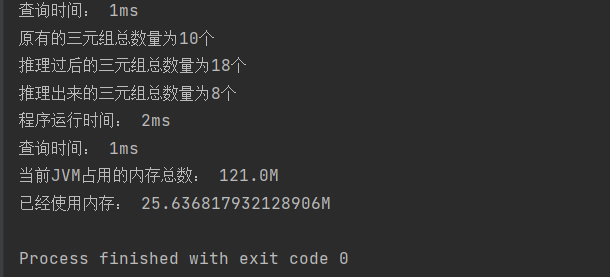 查询时间： 1ms
原有的三元组总数量为10个
推理过后的三元组总数量为18个
推理出来的三元组总数量为8个
程序运行时间： 2ms
查询时间： 1ms
当前JVM占用的内存总数： 121.0M
已经使用内存： 25.636817932128906M
Process finished with exit code 0